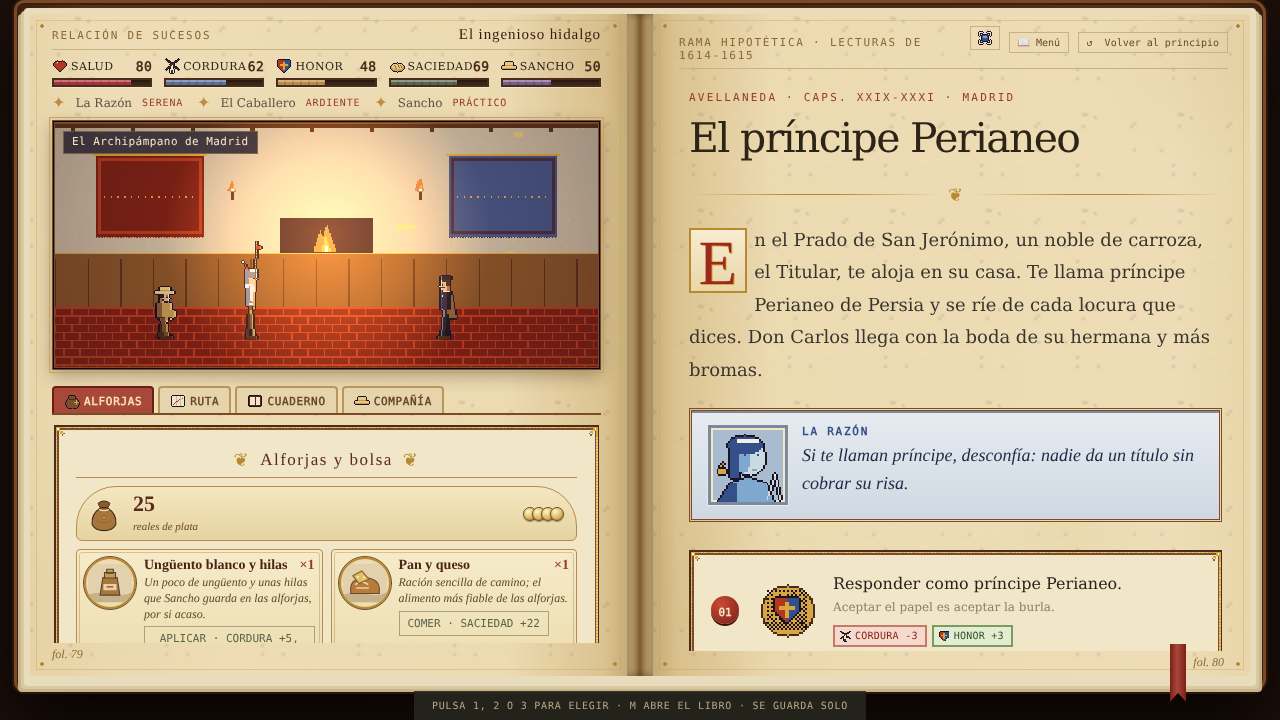 RELACIÓN DE SUCESOS
El ingenioso hidalgo
SALUD 80
CORDURA 62
HONOR 48
SACIEDAD 69
SANCHO 50
La Razón SERENA
El Caballero ARDIENTE
Sancho PRÁCTICO
El Archipámpano de Madrid
ALFORJAS
RUTA
CUADERNO
COMPAÑÍA
Alforjas y bolsa
25
reales de plata
Ungüento blanco y hilas ×1
Un poco de ungüento y unas hilas
que Sancho guarda en las alforjas,
por si acaso.
APLICAR · CORDURA +5,
Pan y queso ×1
Ración sencilla de camino; el
alimento más fiable de las alforjas.
COMER · SACIEDAD +22
fol. 79
RAMA HIPOTÉTICA · LECTURAS DE
1614-1615
Menú
↺ Volver al principio
AVELLANEDA · CAPS. XXIX-XXXI · MADRID
El príncipe Perianeo
En el Prado de San Jerónimo, un noble de carroza,
el Titular, te aloja en su casa. Te llama príncipe
Perianeo de Persia y se ríe de cada locura que
dices. Don Carlos llega con la boda de su hermana y más
bromas.
LA RAZÓN
Si te llaman príncipe, desconfía: nadie da un título sin
cobrar su risa.
01
Responder como príncipe Perianeo.
Aceptar el papel es aceptar la burla.
CORDURA -3
HONOR +3
fol. 80
PULSA 1, 2 O 3 PARA ELEGIR · M ABRE EL LIBRO · SE GUARDA SOLO